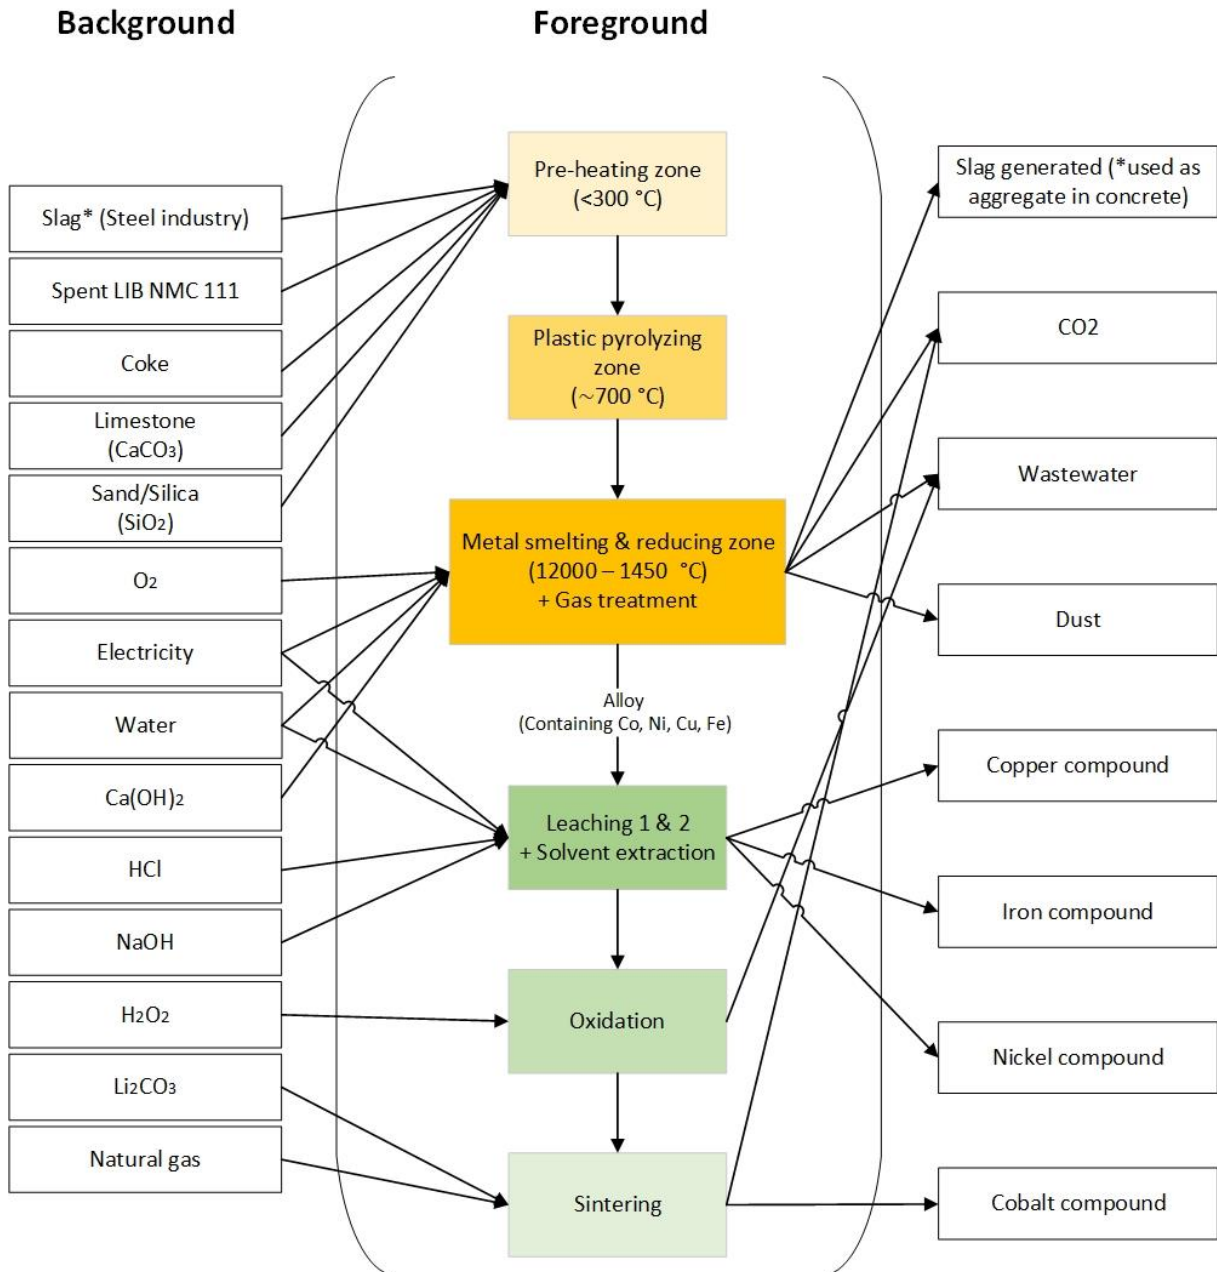 Background
Foreground
Slag* (Steel industry)
Spent LIB NMC 111
Coke
Limestone
(CaCO₃)
Sand/Silica
(SiO₂)
O₂
Electricity
Water
Ca(OH)₂
HCl
NaOH
H₂O₂
Li₂CO₃
Natural gas
Pre-heating zone
(<300 °C)
Plastic pyrolyzing
zone
(~700 °C)
Metal smelting & reducing zone
(12000 – 1450 °C)
+ Gas treatment
Alloy
(Containing Co, Ni, Cu, Fe)
Leaching 1 & 2
+ Solvent extraction
Oxidation
Sintering
Slag generated (*used as
aggregate in concrete)
CO2
Wastewater
Dust
Copper compound
Iron compound
Nickel compound
Cobalt compound